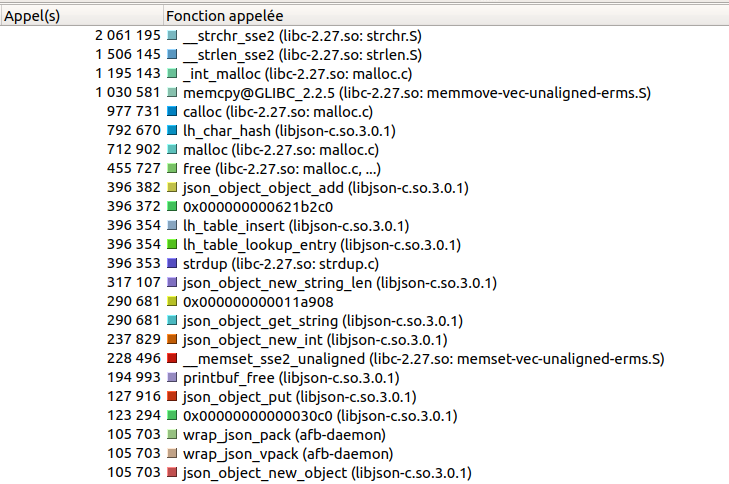 Appel(s) Fonction appelée
2 061 195 __strchr_sse2 (libc-2.27.so: strchr.S)
1 506 145 __strlen_sse2 (libc-2.27.so: strlen.S)
1 195 143 _int_malloc (libc-2.27.so: malloc.c)
1 030 581 memcpy@GLIBC_2.2.5 (libc-2.27.so: memmove-vec-unaligned-erms.S)
977 731 calloc (libc-2.27.so: malloc.c)
792 670 lh_char_hash (libjson-c.so.3.0.1)
712 902 malloc (libc-2.27.so: malloc.c)
455 727 free (libc-2.27.so: malloc.c, ...)
396 382 json_object_object_add (libjson-c.so.3.0.1)
396 372 0x000000000621b2c0
396 354 lh_table_insert (libjson-c.so.3.0.1)
396 354 lh_table_lookup_entry (libjson-c.so.3.0.1)
396 353 strdup (libc-2.27.so: strdup.c)
317 107 json_object_new_string_len (libjson-c.so.3.0.1)
290 681 0x000000000011a908
290 681 json_object_get_string (libjson-c.so.3.0.1)
237 829 json_object_new_int (libjson-c.so.3.0.1)
228 496 __memset_sse2_unaligned (libc-2.27.so: memset-vec-unaligned-erms.S)
194 993 printbuf_free (libjson-c.so.3.0.1)
127 916 json_object_put (libjson-c.so.3.0.1)
123 294 0x00000000000030c0 (libjson-c.so.3.0.1)
105 703 wrap_json_pack (afb-daemon)
105 703 wrap_json_vpack (afb-daemon)
105 703 json_object_new_object (libjson-c.so.3.0.1)